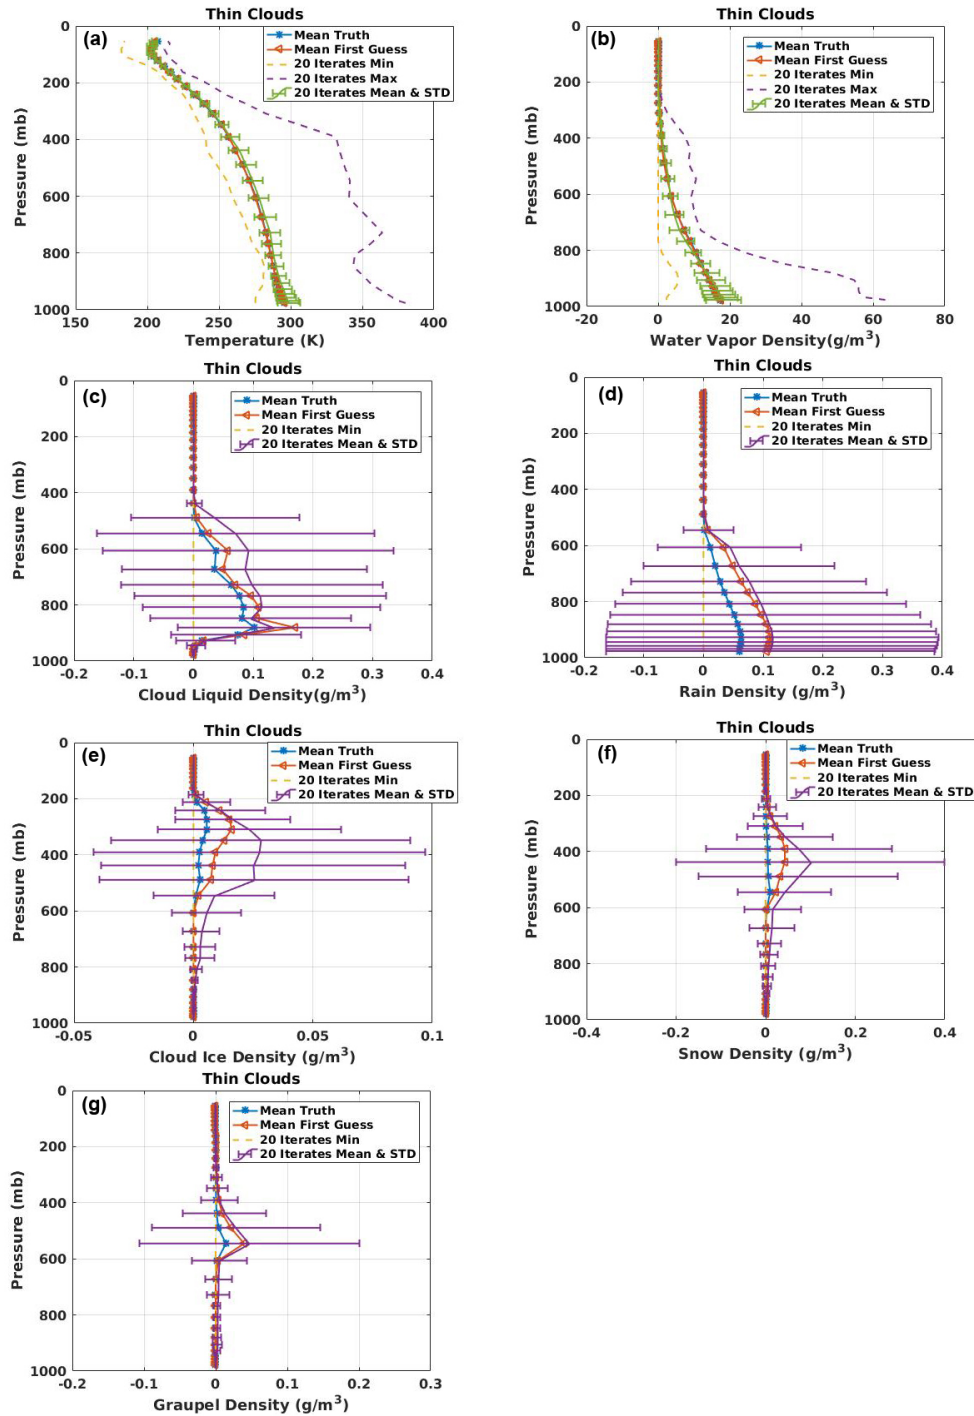 Thin Clouds
(a)
Mean Truth
Mean First Guess
20 Iterates Min
20 Iterates Max
20 Iterates Mean & STD
Pressure (mb)
0
200
400
600
800
1000
150
200
250
300
350
400
Temperature (K)
Thin Clouds
(b)
Mean Truth
Mean First Guess
20 Iterates Min
20 Iterates Max
20 Iterates Mean & STD
Pressure (mb)
0
200
400
600
800
1000
-20
0
20
40
60
80
Water Vapor Density(g/m³)
Thin Clouds
(c)
Mean Truth
Mean First Guess
20 Iterates Min
20 Iterates Mean & STD
Pressure (mb)
0
200
400
600
800
1000
-0.2
-0.1
0
0.1
0.2
0.3
0.4
Cloud Liquid Density(g/m³)
Thin Clouds
(d)
Mean Truth
Mean First Guess
20 Iterates Min
20 Iterates Mean & STD
Pressure (mb)
0
200
400
600
800
1000
-0.2
-0.1
0
0.1
0.2
0.3
0.4
Rain Density (g/m³)
Thin Clouds
(e)
Mean Truth
Mean First Guess
20 Iterates Min
20 Iterates Mean & STD
Pressure (mb)
0
200
400
600
800
1000
-0.05
0
0.05
0.1
Cloud Ice Density (g/m³)
Thin Clouds
(f)
Mean Truth
Mean First Guess
20 Iterates Min
20 Iterates Mean & STD
Pressure (mb)
0
200
400
600
800
1000
-0.4
-0.2
0
0.2
0.4
Snow Density (g/m³)
Thin Clouds
(g)
Mean Truth
Mean First Guess
20 Iterates Min
20 Iterates Mean & STD
Pressure (mb)
0
200
400
600
800
1000
-0.2
-0.1
0
0.1
0.2
0.3
Graupel Density (g/m³)